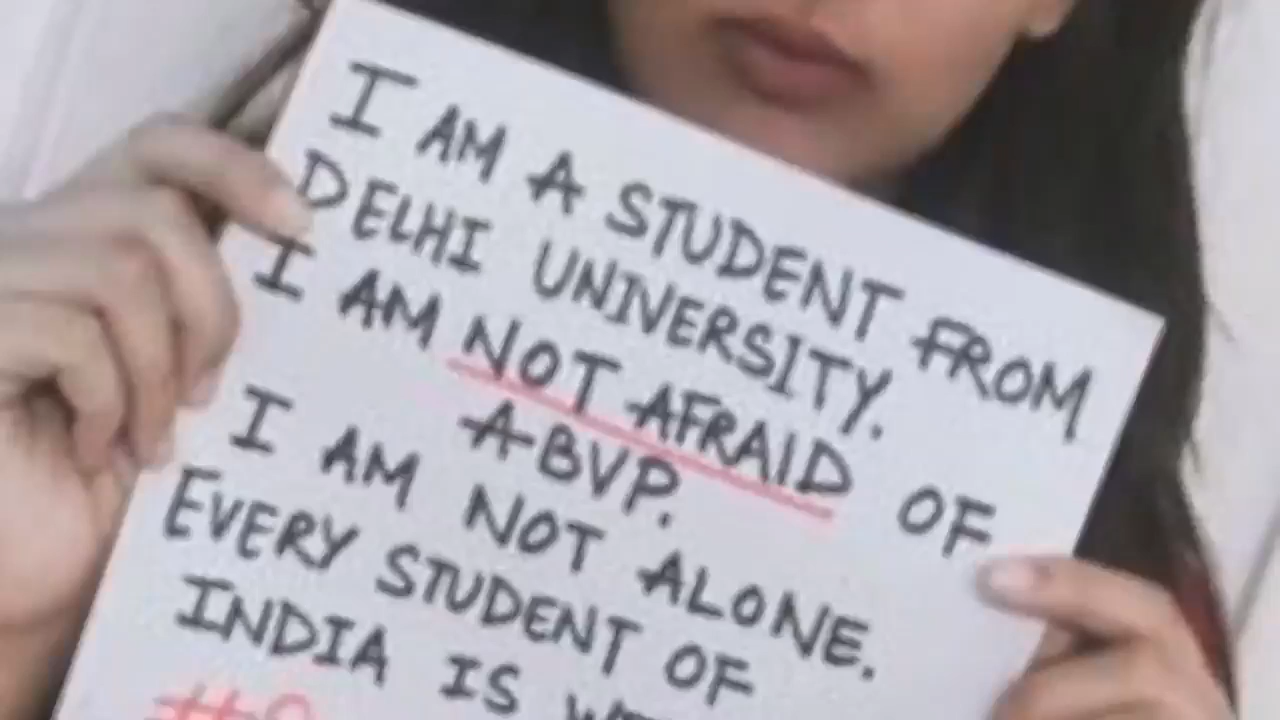 I AM A STUDENT FROM
DELHI UNIVERSITY.
I AM NOT AFRAID OF
ABVP.
I AM NOT ALONE.
EVERY STUDENT OF
INDIA IS